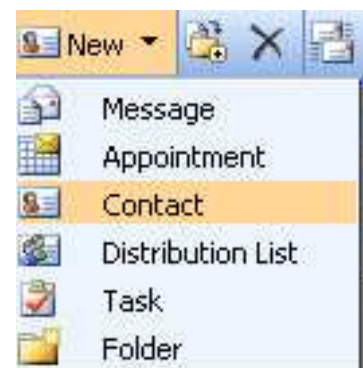 New
Message
Appointment
Contact
Distribution List
Task
Folder